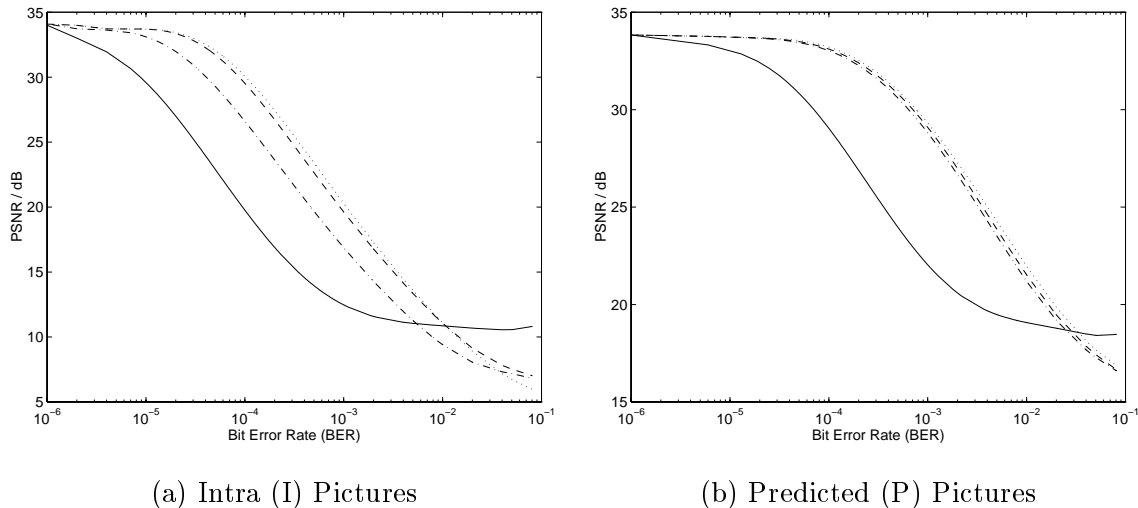 35
30
25
20
15
10
5
PSNR / dB
10⁻⁶ 10⁻⁵ 10⁻⁴ 10⁻³ 10⁻² 10⁻¹
Bit Error Rate (BER)
(a) Intra (I) Pictures
35
30
25
20
15
PSNR / dB
10⁻⁶ 10⁻⁵ 10⁻⁴ 10⁻³ 10⁻² 10⁻¹
Bit Error Rate (BER)
(b) Predicted (P) Pictures